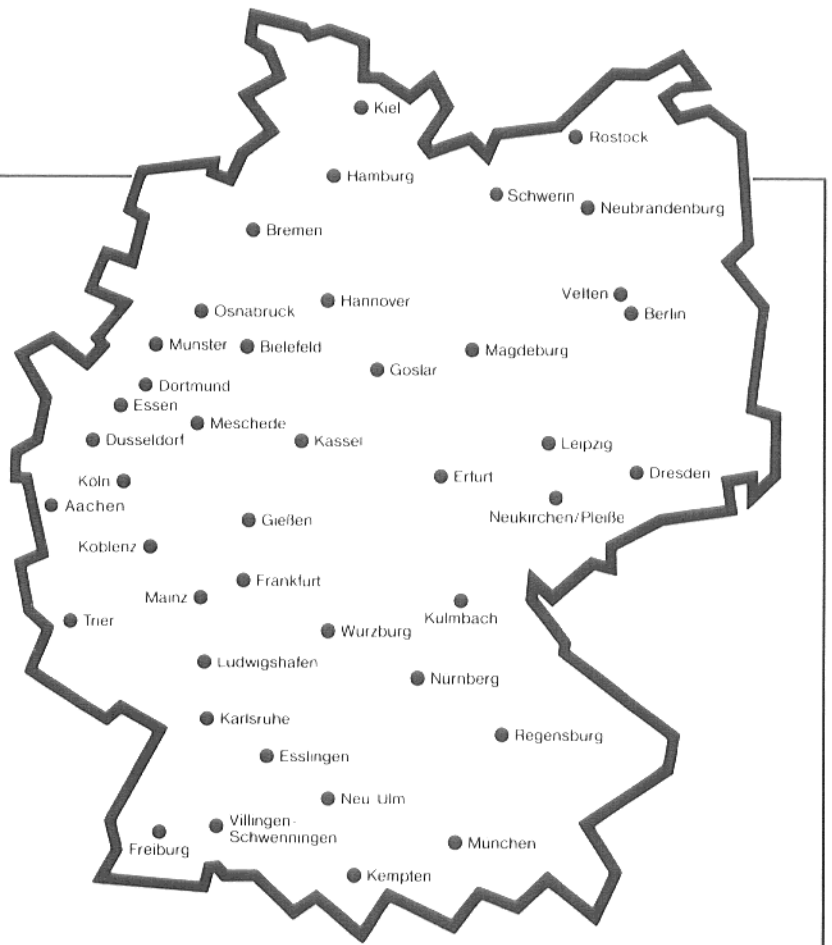 Kiel
Rostock
Hamburg
Schwerin
Neubrandenburg
Bremen
Velten
Hannover
Osnabruck
Berlin
Munster
Bielefeld
Magdeburg
Goslar
Dortmund
Essen
Meschede
Dusseldorf
Kassel
Leipzig
Köln
Erfurt
Dresden
Aachen
Neukirchen/Pleiße
Gießen
Koblenz
Frankfurt
Mainz
Kulmbach
Trier
Wurzburg
Ludwigshafen
Nurnberg
Karlsruhe
Regensburg
Esslingen
Neu Ulm
Villingen-
Schwenningen
Freiburg
Munchen
Kempten